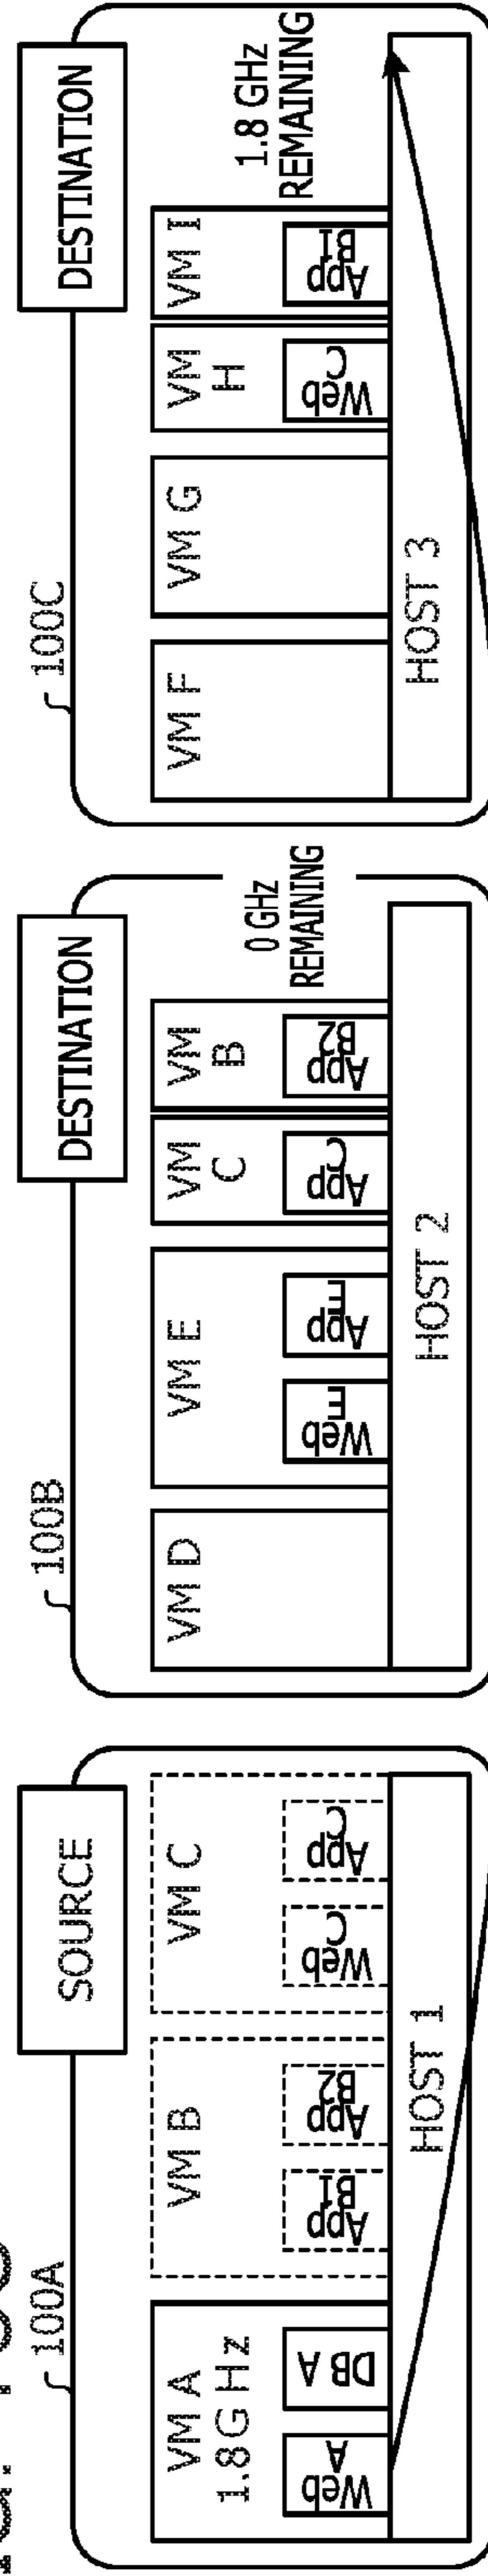 100A
SOURCE
VM A
1.8G Hz
Web
A
DB A
VM B
App
B1
App
B2
VM C
Web
C
App
C
HOST 1
100B
DESTINATION
VM D
VM E
Web
E
App
E
VM
C
App
C
VM
B
App
B2
0 GHz
REMAINING
HOST 2
100C
DESTINATION
VM F
VM G
VM
H
Web
C
VM I
App
B1
1.8 GHz
REMAINING
HOST 3